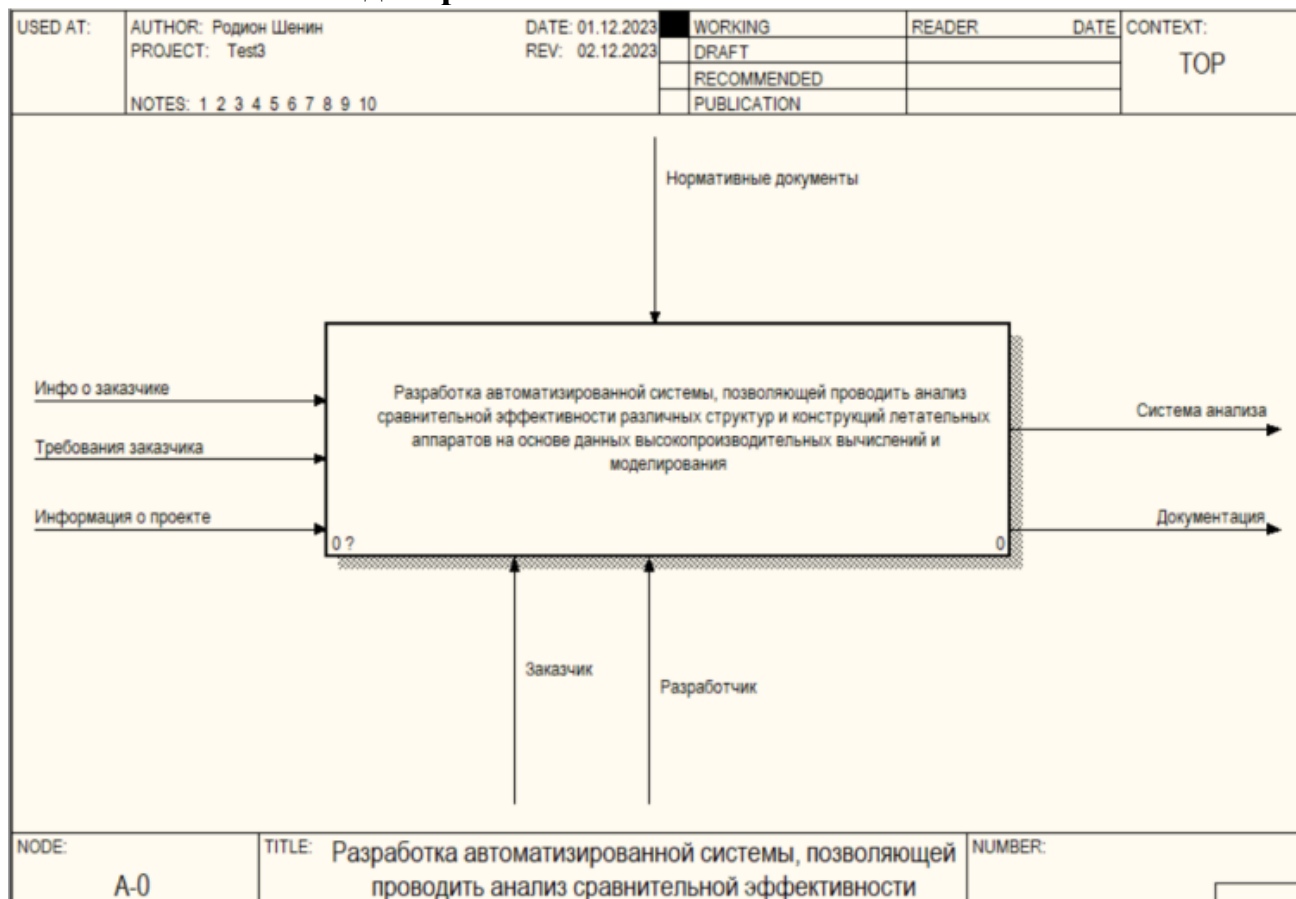 USED AT:
AUTHOR: Родион Шенин
DATE: 01.12.2023
PROJECT: Test3
REV: 02.12.2023
NOTES: 1 2 3 4 5 6 7 8 9 10
WORKING
DRAFT
RECOMMENDED
PUBLICATION
READER
DATE
CONTEXT:
TOP
Нормативные документы
Инфо о заказчике
Требования заказчика
Информация о проекте
Разработка автоматизированной системы, позволяющей проводить анализ
сравнительной эффективности различных структур и конструкций летательных
аппаратов на основе данных высокопроизводительных вычислений и
моделирования
0 ?
0
Система анализа
Документация
Заказчик
Разработчик
NODE:
A-0
TITLE:
Разработка автоматизированной системы, позволяющей
проводить анализ сравнительной эффективности
NUMBER: